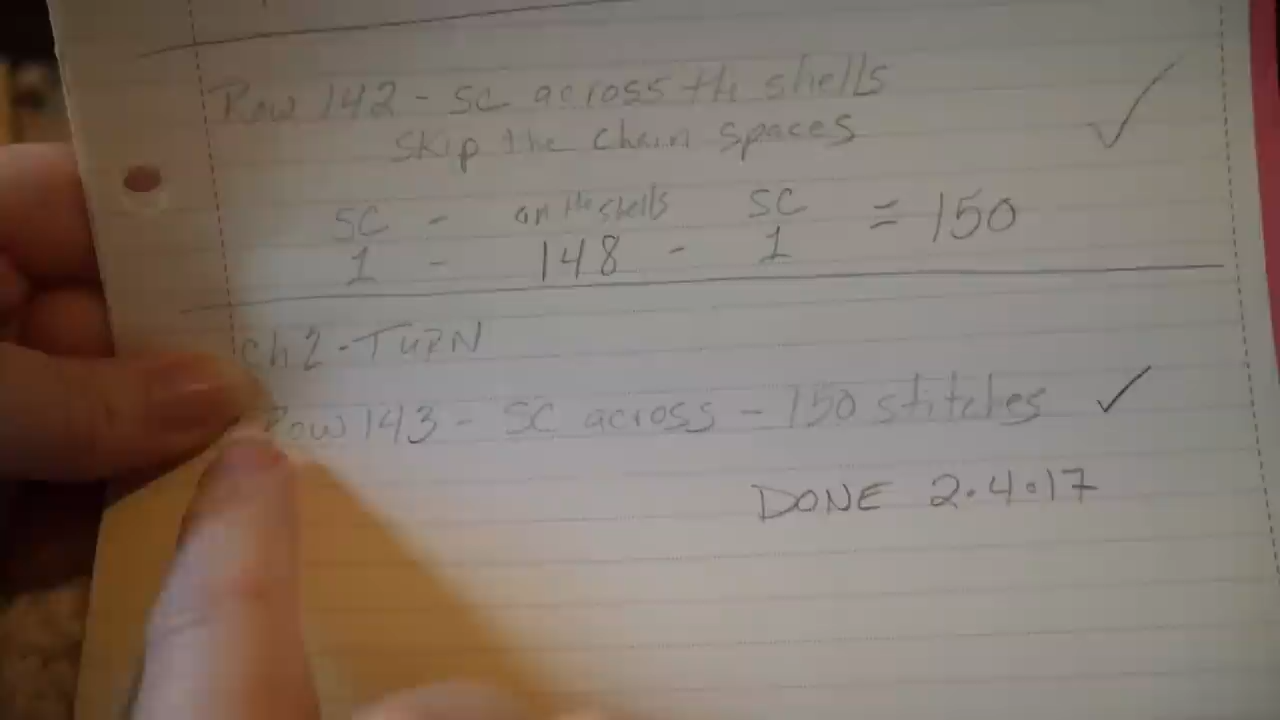 Row 142 - SC across the shells
skip the chain spaces
SC - on the shells SC = 150
1 - 148 - 1
ch 2 - TURN
Row 143 - SC across - 150 stitches
DONE 2.4.17